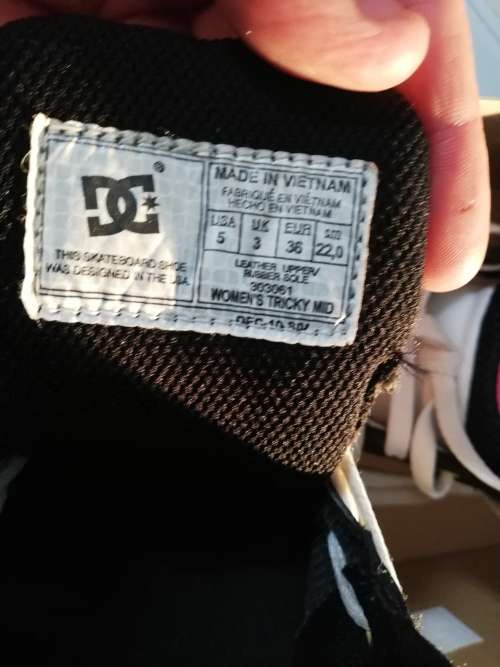 DC
®
THIS SKATEBOARD SHOE
WAS DESIGNED IN THE USA
MADE IN VIETNAM
FABRIQUÉ EN VIÊTNAM
HECHO EN VIETNAM
USA UK EUR
5 3 36 22,0
LEATHER UPPER/
RUBBER SOLE
303061
WOMEN'S TRICKY MID